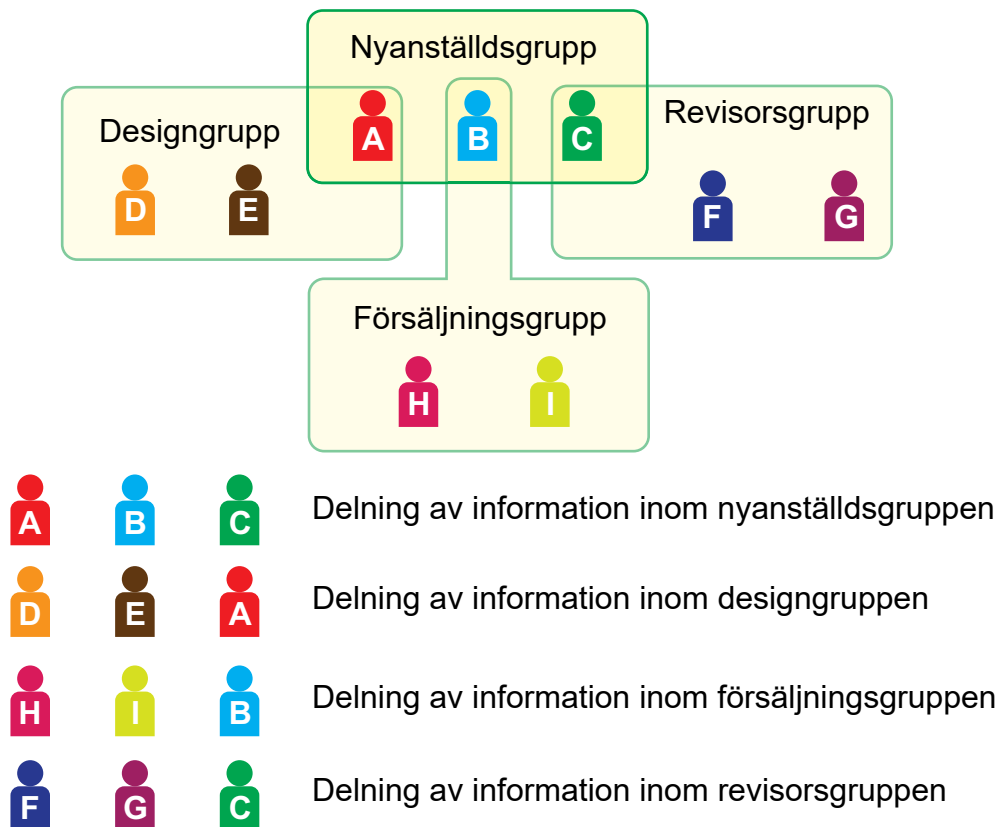 Nyanställdsgrupp
Designgrupp
A
B
C
Revisorsgrupp
D
E
F
G
Försäljningsgrupp
H
I
A B C Delning av information inom nyanställdsgruppen
D E A Delning av information inom designgruppen
H I B Delning av information inom försäljningsgruppen
F G C Delning av information inom revisorsgruppen